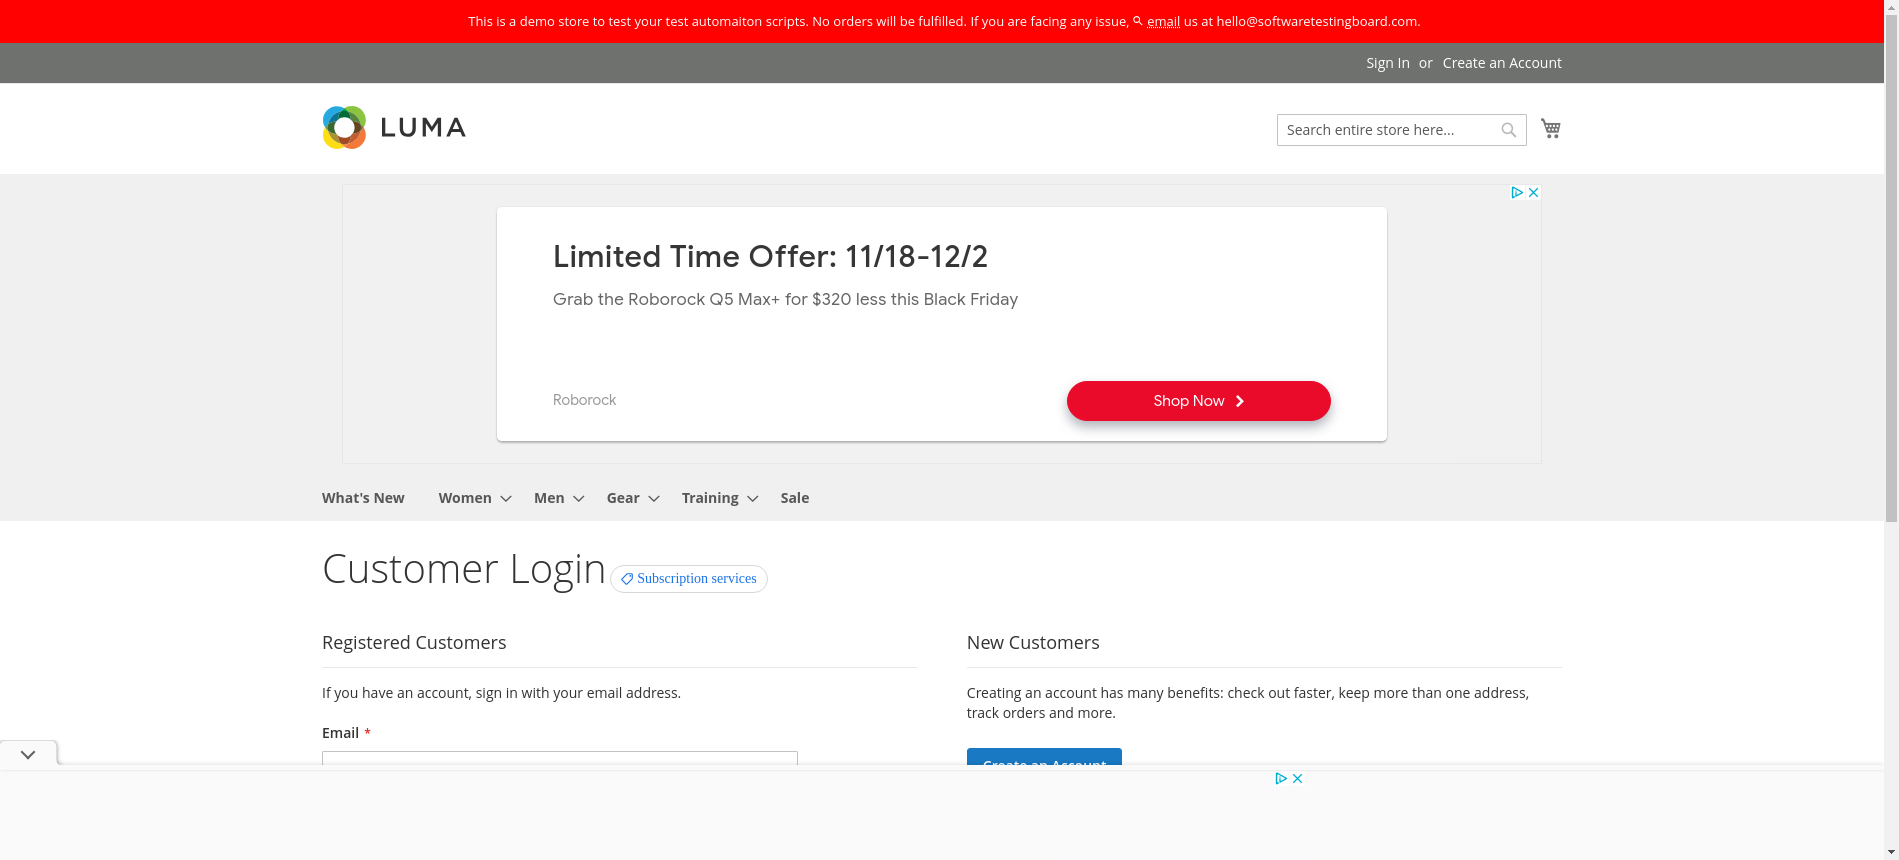 This is a demo store to test your test automaiton scripts. No orders will be fulfilled. If you are facing any issue, email us at hello@softwaretestingboard.com.
Sign In or Create an Account
LUMA
Search entire store here...
Limited Time Offer: 11/18-12/2
Grab the Roborock Q5 Max+ for $320 less this Black Friday
Roborock
Shop Now
What's New Women Men Gear Training Sale
Customer Login
Subscription services
Registered Customers
If you have an account, sign in with your email address.
Email *
New Customers
Creating an account has many benefits: check out faster, keep more than one address,
track orders and more.
Create an Account